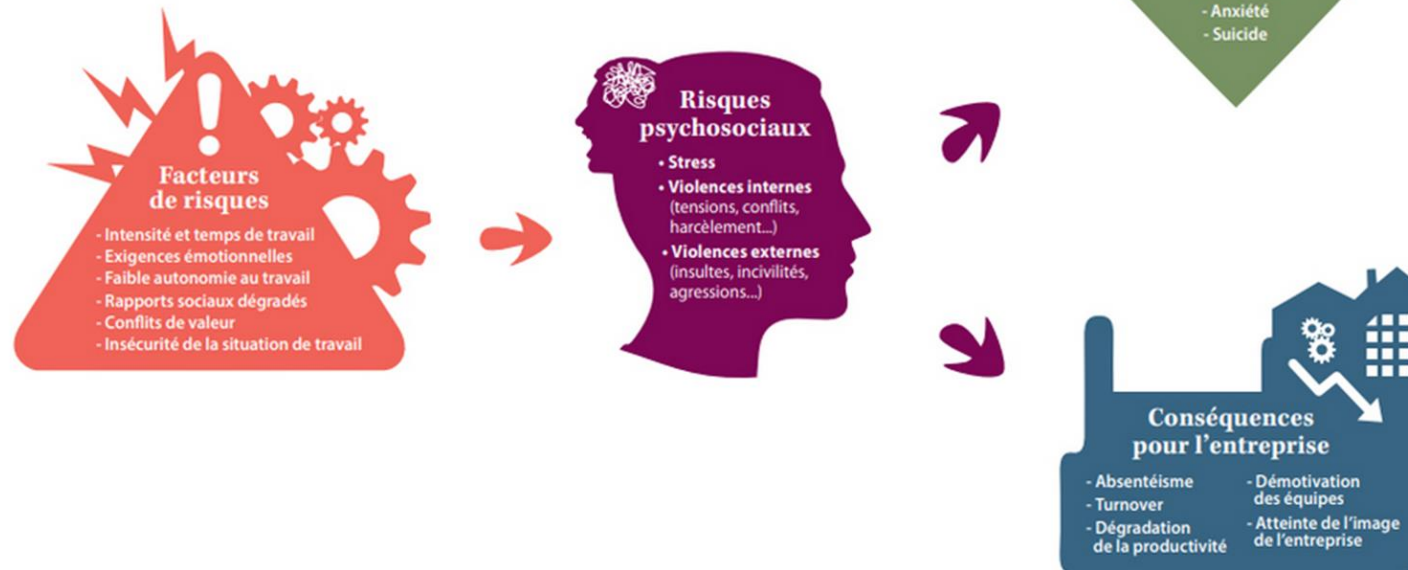 - Anxiété
- Suicide
Facteurs
de risques
- Intensité et temps de travail
- Exigences émotionnelles
- Faible autonomie au travail
- Rapports sociaux dégradés
- Conflits de valeur
- Insécurité de la situation de travail
Risques
psychosociaux
• Stress
• Violences internes
(tensions, conflits,
harcèlement...)
• Violences externes
(insultes, incivilités,
agressions...)
Conséquences
pour l'entreprise
- Absentéisme
- Turnover
- Dégradation
de la productivité
- Démotivation
des équipes
- Atteinte de l'image
de l'entreprise